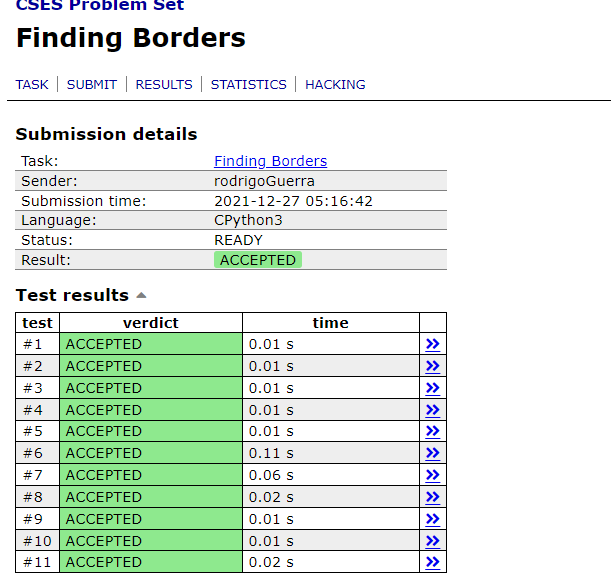 CSES Problem Set
Finding Borders
TASK | SUBMIT | RESULTS | STATISTICS | HACKING
Submission details
Task: Finding Borders
Sender: rodrigoGuerra
Submission time: 2021-12-27 05:16:42
Language: CPython3
Status: READY
Result: ACCEPTED
Test results
test verdict time
#1 ACCEPTED 0.01 s »
#2 ACCEPTED 0.01 s »
#3 ACCEPTED 0.01 s »
#4 ACCEPTED 0.01 s »
#5 ACCEPTED 0.01 s »
#6 ACCEPTED 0.11 s »
#7 ACCEPTED 0.06 s »
#8 ACCEPTED 0.02 s »
#9 ACCEPTED 0.01 s »
#10 ACCEPTED 0.01 s »
#11 ACCEPTED 0.02 s »